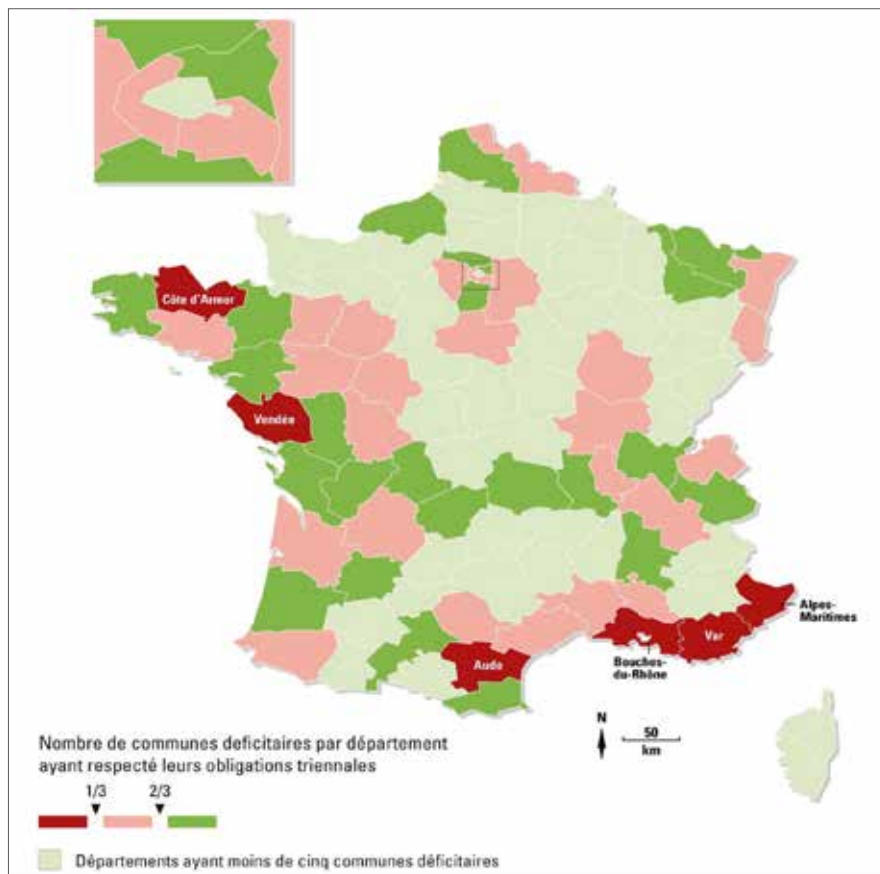 Côte d'Armor
Vendée
Aude
Alpes-
Maritimes
Var
Bouches-
du-Rhône
N
50
km
Nombre de communes deficitaires par département
ayant respecté leurs obligations triennales
1/3 2/3
Départements ayant moins de cinq communes déficitaires